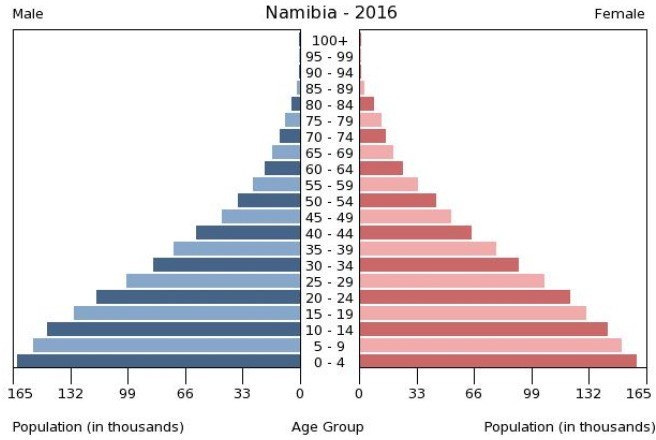 Male Namibia - 2016 Female
100+
95 - 99
90 - 94
85 - 89
80 - 84
75 - 79
70 - 74
65 - 69
60 - 64
55 - 59
50 - 54
45 - 49
40 - 44
35 - 39
30 - 34
25 - 29
20 - 24
15 - 19
10 - 14
5 - 9
0 - 4
165 132 99 66 33 0 0 33 66 99 132 165
Population (in thousands) Age Group Population (in thousands)